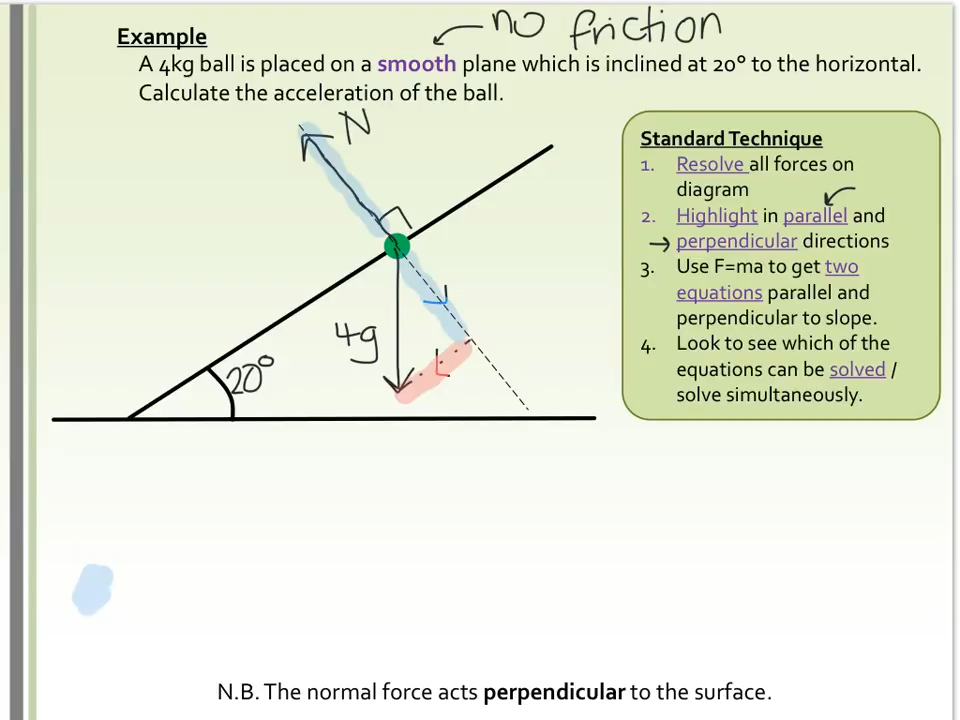 no friction
Example
A 4kg ball is placed on a smooth plane which is inclined at 20° to the horizontal.
Calculate the acceleration of the ball.
N
4g
20°
Standard Technique
1. Resolve all forces on
diagram
2. Highlight in parallel and
perpendicular directions
3. Use F=ma to get two
equations parallel and
perpendicular to slope.
4. Look to see which of the
equations can be solved /
solve simultaneously.
N.B. The normal force acts perpendicular to the surface.